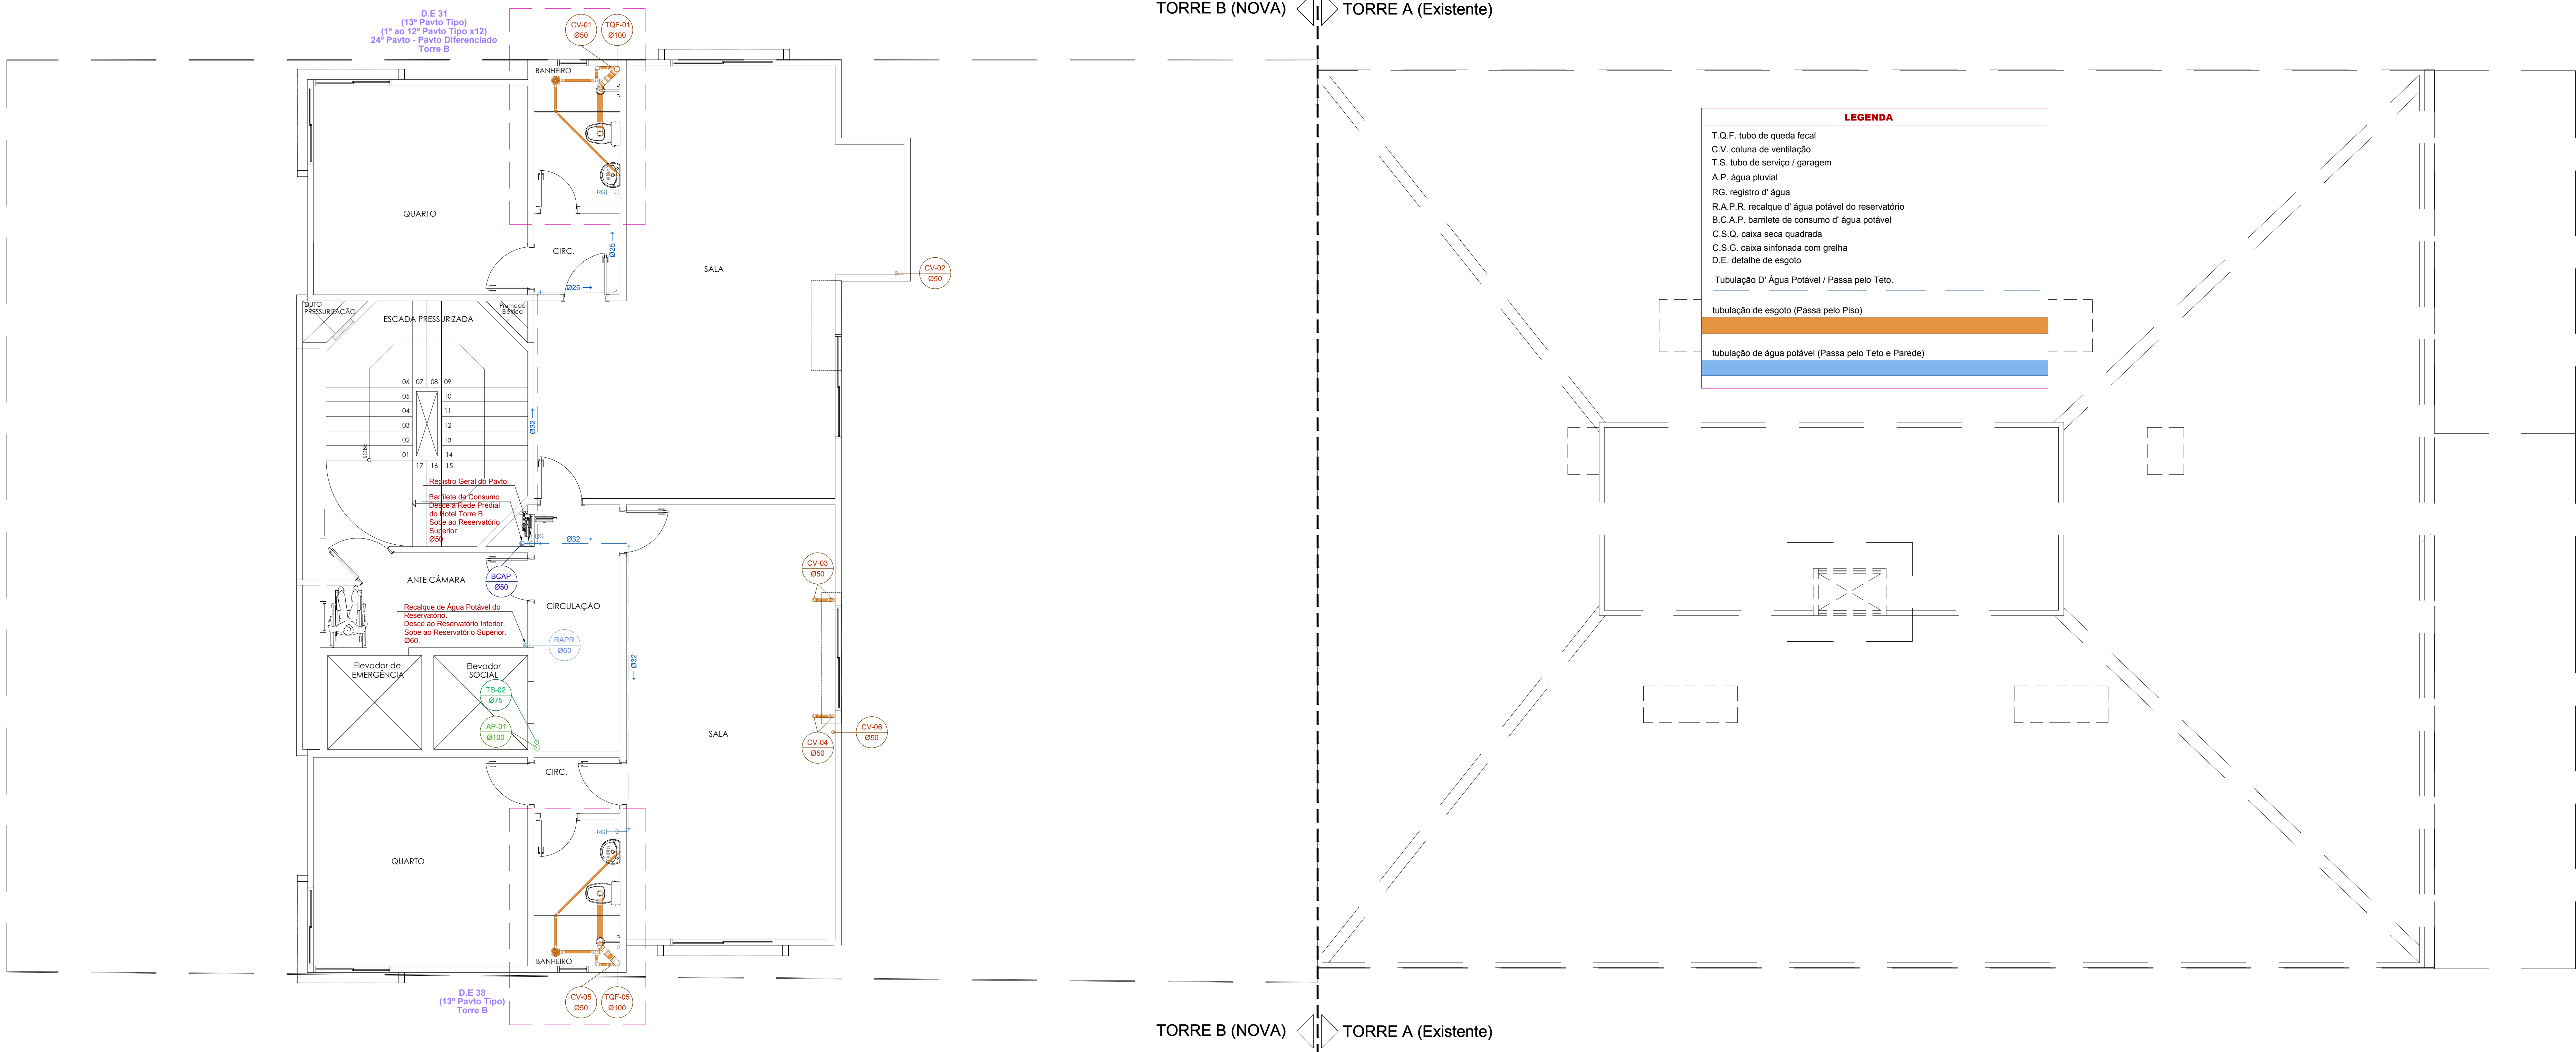 TORRE B (NOVA)
TORRE A (Existente)
D.E 31
(13º Pavto Tipo)
(1º ao 12º Pavto Tipo x12)
24º Pavto - Pavto Diferenciado
Torre B
CV-01
Ø50
TQF-01
Ø100
BANHEIRO
QUARTO
RG
CIRC.
Ø25
Ø25
SALA
CV-02
Ø50
LEGENDA
T.Q.F. tubo de queda fecal
C.V. coluna de ventilação
T.S. tubo de serviço / garagem
A.P. água pluvial
RG. registro d' água
R.A.P.R. recalque d' água potável do reservatório
B.C.A.P. barrilete de consumo d' água potável
C.S.Q. caixa seca quadrada
C.S.G. caixa sinfonada com grelha
D.E. detalhe de esgoto
Tubulação D' Água Potável / Passa pelo Teto.
tubulação de esgoto (Passa pelo Piso)
tubulação de água potável (Passa pelo Teto e Parede)
DUTO
PRESSURIZAÇÃO
ESCADA PRESSURIZADA
Prumada
Elétrica
06 07 08 09
05 10
04 11
03 12
02 13
01 14
17 16 15
SOBE
Ø32
Registro Geral do Pavto.
Barrilete de Consumo.
Desce à Rede Predial
do Hotel Torre B.
Sobe ao Reservatório
Superior.
Ø50.
RG
Ø32
BCAP
Ø50
ANTE CÂMARA
CIRCULAÇÃO
Recalque de Água Potável do
Reservatório.
Desce ao Reservatório Inferior.
Sobe ao Reservatório Superior.
Ø60.
RAPR
Ø60
Ø32
CV-03
Ø50
Elevador de
EMERGÊNCIA
Elevador
SOCIAL
TS-02
Ø75
AP-01
Ø100
SALA
CV-04
Ø50
CV-06
Ø50
CIRC.
RG
QUARTO
BANHEIRO
D.E 38
(13º Pavto Tipo)
Torre B
CV-05
Ø50
TQF-05
Ø100
TORRE B (NOVA)
TORRE A (Existente)